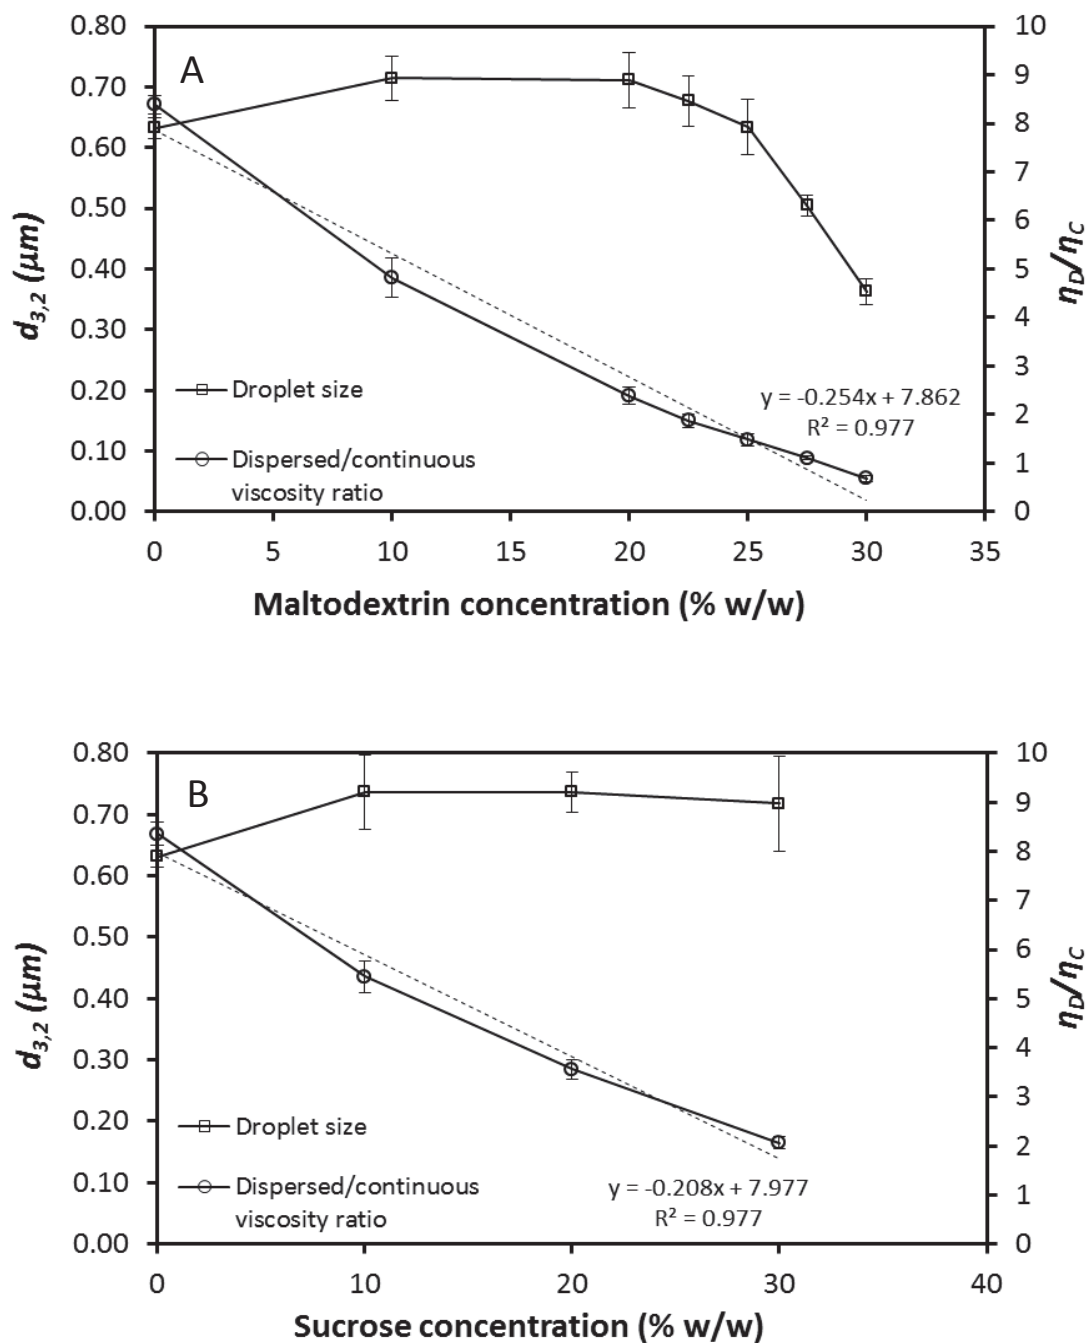 A
0.80
0.70
0.60
0.50
0.40
0.30
0.20
0.10
0.00
d3,2 (μm)
10
9
8
7
6
5
4
3
2
1
0
ηD/ηC
Droplet size
Dispersed/continuous
viscosity ratio
y = -0.254x + 7.862
R² = 0.977
0 5 10 15 20 25 30 35
Maltodextrin concentration (% w/w)
B
0.80
0.70
0.60
0.50
0.40
0.30
0.20
0.10
0.00
d3,2 (μm)
10
9
8
7
6
5
4
3
2
1
0
ηD/ηC
Droplet size
Dispersed/continuous
viscosity ratio
y = -0.208x + 7.977
R² = 0.977
0 10 20 30 40
Sucrose concentration (% w/w)